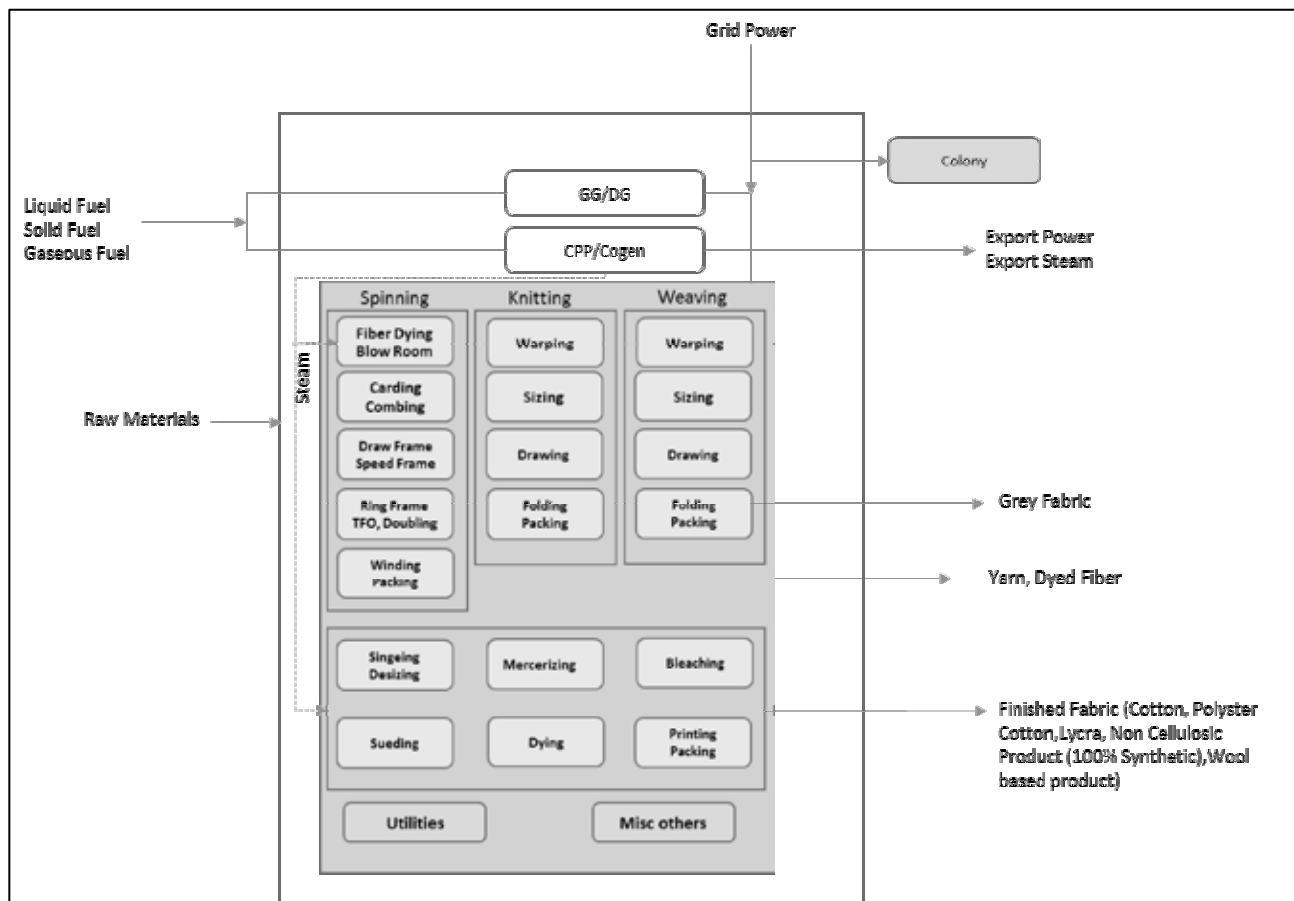 Grid Power
Colony
GG/DG
Liquid Fuel
Solid Fuel
Gaseous Fuel
CPP/Cogen
Export Power
Export Steam
Spinning
Knitting
Weaving
Steam
Fiber Dying
Blow Room
Carding
Combing
Draw Frame
Speed Frame
Ring Frame
TFO, Doubling
Winding
Packing
Warping
Sizing
Drawing
Folding
Packing
Warping
Sizing
Drawing
Folding
Packing
Raw Materials
Grey Fabric
Yarn, Dyed Fiber
Singeing
Desizing
Mercerizing
Bleaching
Sueding
Dying
Printing
Packing
Finished Fabric (Cotton, Polyster
Cotton,Lycra, Non Cellulosic
Product (100% Synthetic),Wool
based product)
Utilities
Misc others